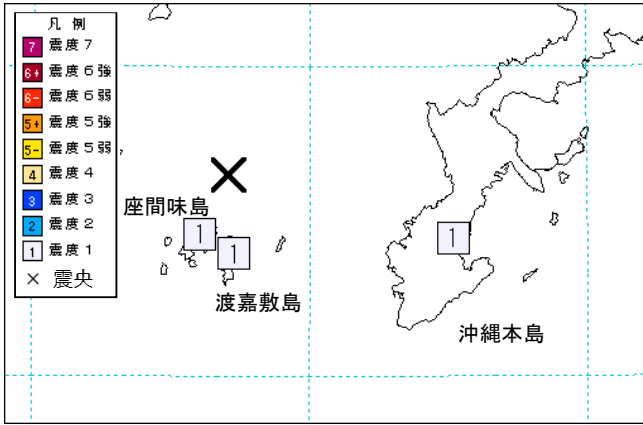 凡 例
7 震度7
6+ 震度6強
6- 震度6弱
5+ 震度5強
5- 震度5弱
4 震度4
3 震度3
2 震度2
1 震度1
× 震央
座間味島
1
1
渡嘉敷島
1
沖縄本島